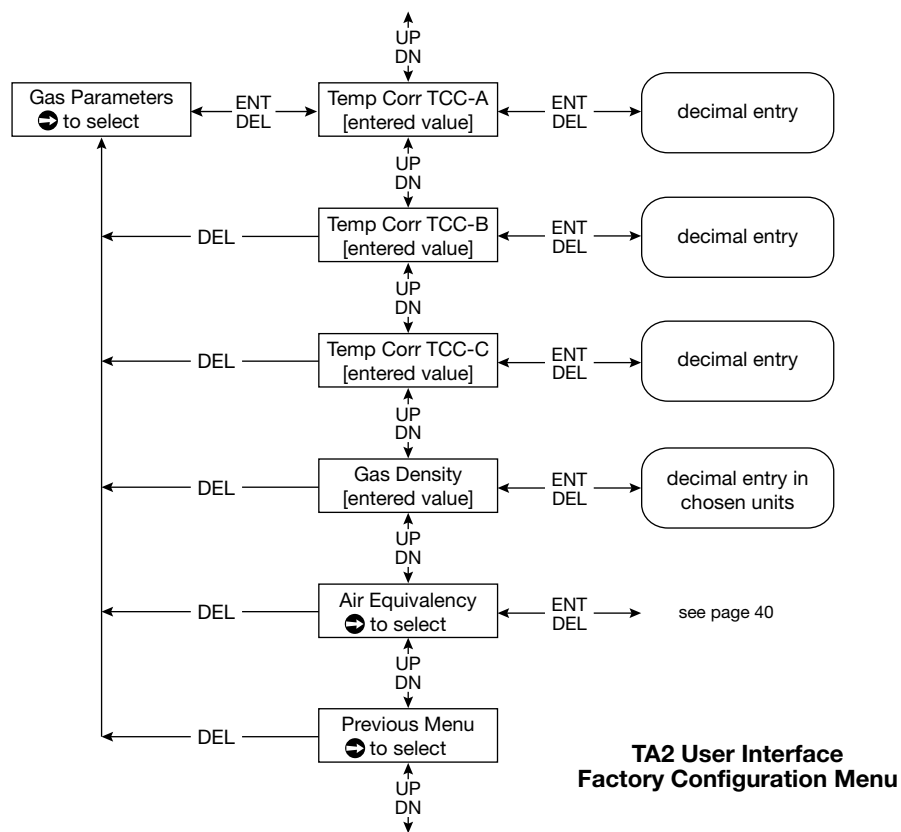 UP
DN
Gas Parameters
to select
ENT
DEL
Temp Corr TCC-A
[entered value]
ENT
DEL
decimal entry
UP
DN
DEL
Temp Corr TCC-B
[entered value]
ENT
DEL
decimal entry
UP
DN
DEL
Temp Corr TCC-C
[entered value]
ENT
DEL
decimal entry
UP
DN
DEL
Gas Density
[entered value]
ENT
DEL
decimal entry in
chosen units
UP
DN
DEL
Air Equivalency
to select
ENT
DEL
see page 40
UP
DN
DEL
Previous Menu
to select
UP
DN
TA2 User Interface
Factory Configuration Menu